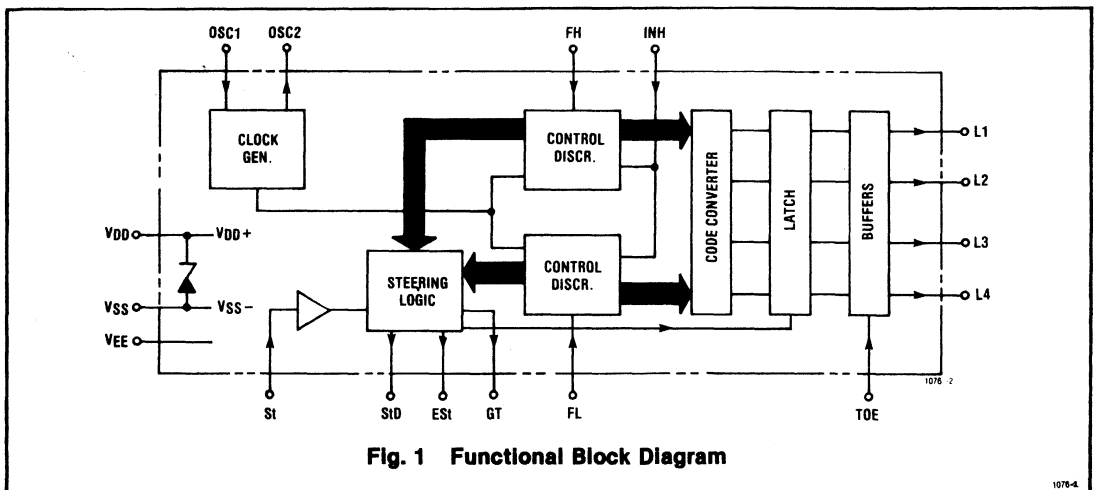 OSC1 OSC2 FH INH
CLOCK
GEN.
CONTROL
DISCR.
CODE CONVERTER
LATCH
BUFFERS
L1
L2
L3
L4
VDD VDD+
VSS VSS-
VEE
STEERING
LOGIC
CONTROL
DISCR.
1076-2
St StD ESt GT FL TOE
Fig. 1 Functional Block Diagram